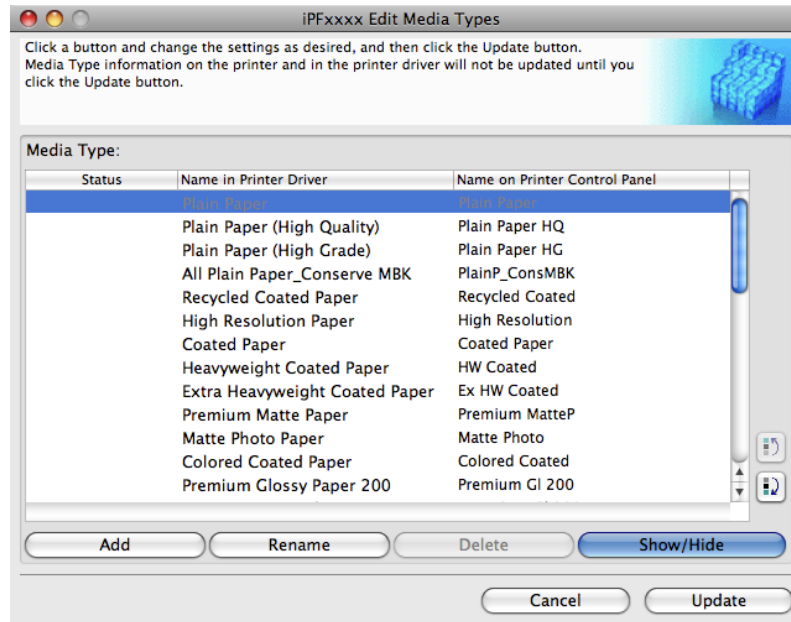 iPFxxxx Edit Media Types
Click a button and change the settings as desired, and then click the Update button.
Media Type information on the printer and in the printer driver will not be updated until you
click the Update button.
Media Type:
Status Name in Printer Driver Name on Printer Control Panel
Plain Paper Plain Paper
Plain Paper (High Quality) Plain Paper HQ
Plain Paper (High Grade) Plain Paper HG
All Plain Paper_Conserve MBK PlainP_ConsMBK
Recycled Coated Paper Recycled Coated
High Resolution Paper High Resolution
Coated Paper Coated Paper
Heavyweight Coated Paper HW Coated
Extra Heavyweight Coated Paper Ex HW Coated
Premium Matte Paper Premium MatteP
Matte Photo Paper Matte Photo
Colored Coated Paper Colored Coated
Premium Glossy Paper 200 Premium Gl 200
Add Rename Delete Show/Hide
Cancel Update